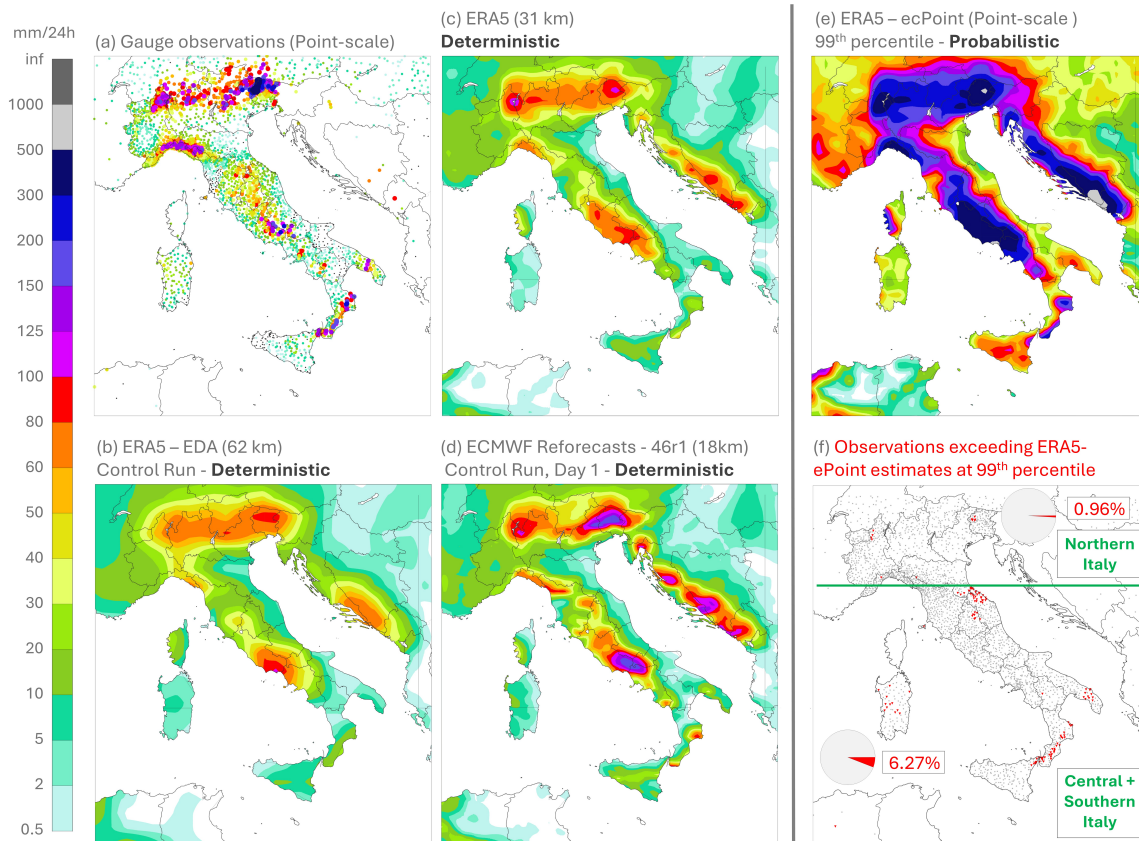 mm/24h
inf
1000
500
300
200
150
125
100
80
60
50
40
30
20
10
5
2
0.5
(a) Gauge observations (Point-scale)
(c) ERA5 (31 km)
Deterministic
(e) ERA5 – ecPoint (Point-scale )
99th percentile - Probabilistic
(b) ERA5 – EDA (62 km)
Control Run - Deterministic
(d) ECMWF Reforecasts - 46r1 (18km)
Control Run, Day 1 - Deterministic
(f) Observations exceeding ERA5-
ePoint estimates at 99th percentile
0.96%
Northern
Italy
6.27%
Central +
Southern
Italy